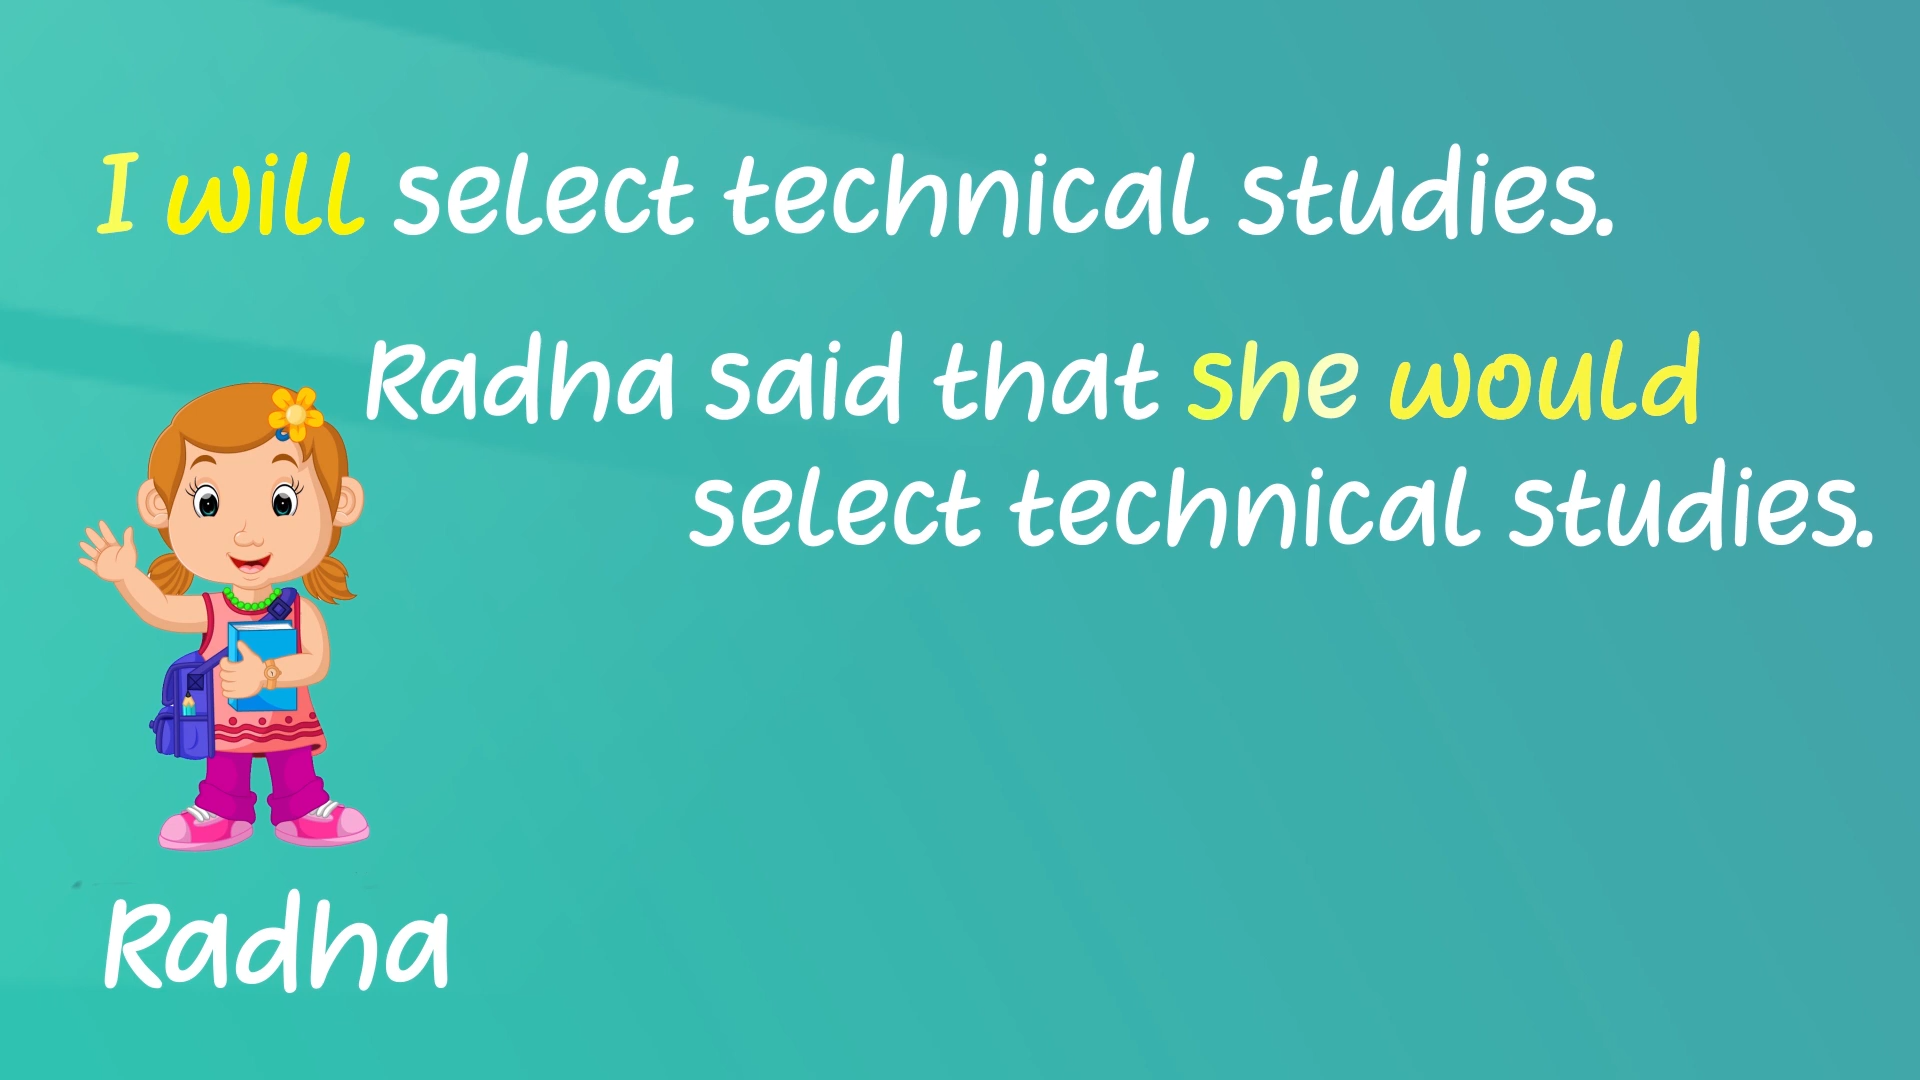 I will select technical studies.
Radha said that she would
select technical studies.
Radha